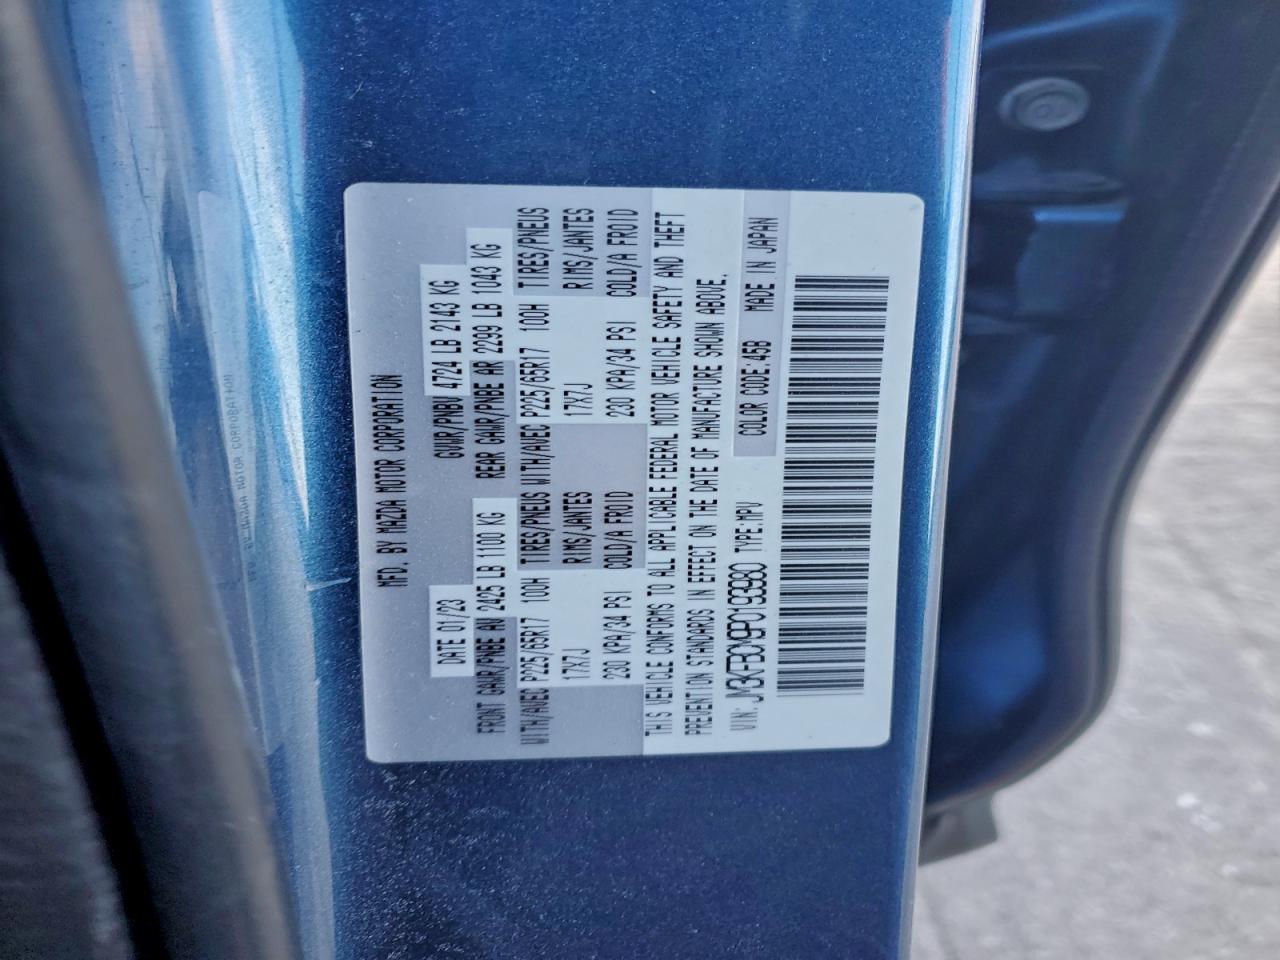 MFD. BY MAZDA MOTOR CORPORATION
DATE 01/23 GVWR/PNBV 4724 LB 2143 KG
FRONT GAWR/PNBE AV 2425 LB 1100 KG REAR GAWR/PNBE AR 2299 LB 1043 KG
WITH/AVEC P225/65R17 100H TIRES/PNEUS WITH/AVEC P225/65R17 100H TIRES/PNEUS
17X7J RIMS/JANTES 17X7J RIMS/JANTES
230 KPA/34 PSI COLD/A FROID 230 KPA/34 PSI COLD/A FROID
THIS VEHICLE CONFORMS TO ALL APPLICABLE FEDERAL MOTOR VEHICLE SAFETY AND THEFT
PREVENTION STANDARDS IN EFFECT ON THE DATE OF MANUFACTURE SHOWN ABOVE.
VIN: JM3KFBCM9P0193980 TYPE:MPV COLOR CODE:45B MADE IN JAPAN